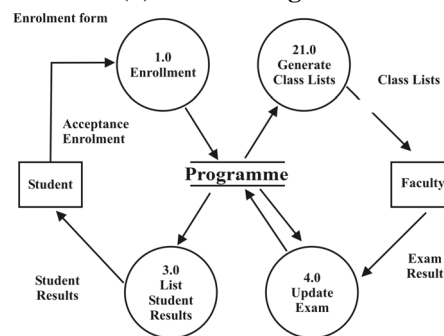 Enrolment form
1.0
Enrollment
21.0
Generate
Class Lists
Class Lists
Acceptance
Enrolment
Student
Programme
Faculty
Student
Results
3.0
List
Student
Results
4.0
Update
Exam
Exam
Result